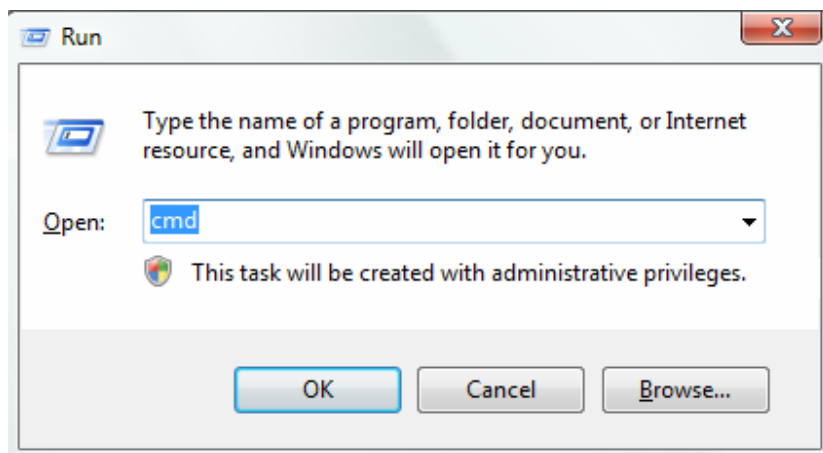 Run
Type the name of a program, folder, document, or Internet
resource, and Windows will open it for you.
Open:
cmd
This task will be created with administrative privileges.
OK
Cancel
Browse...